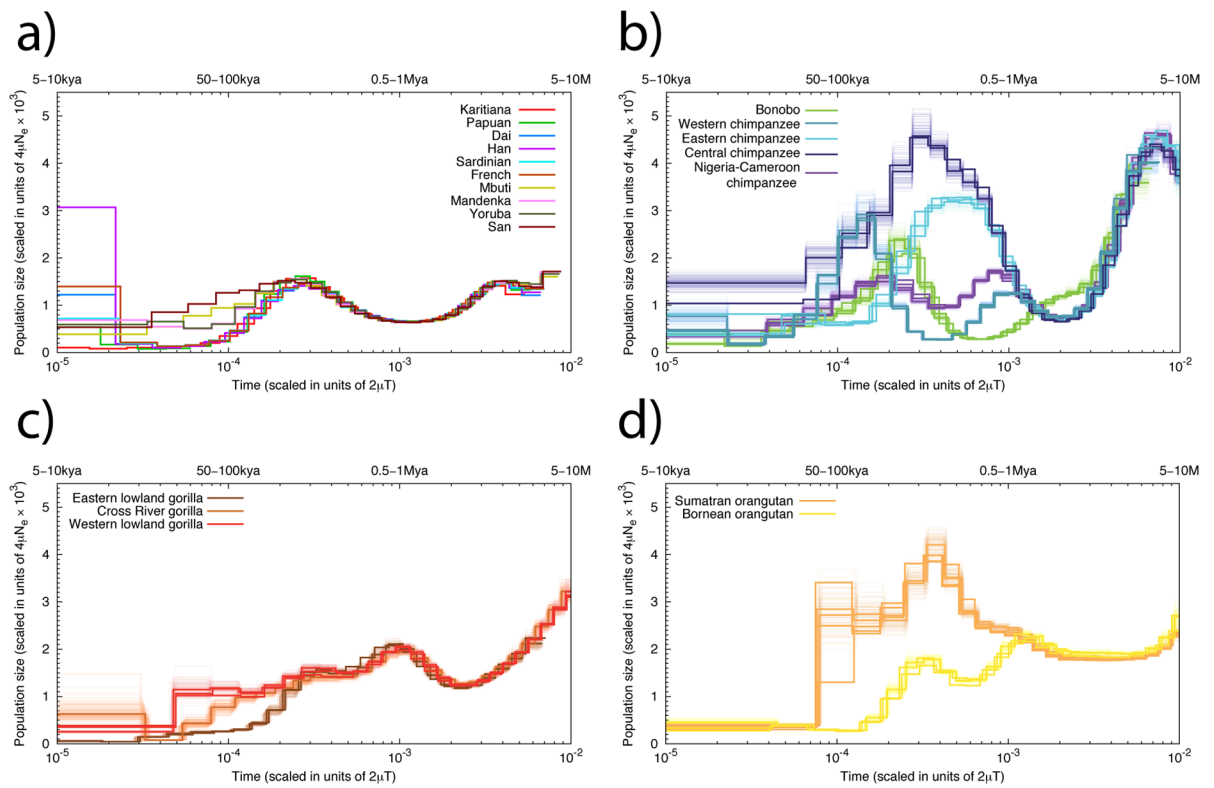 a)
5−10kya 50−100kya 0.5−1Mya 5−10M
Population size (scaled in units of 4μNe × 10³)
5
4
3
2
1
0
Karitiana
Papuan
Dai
Han
Sardinian
French
Mbuti
Mandenka
Yoruba
San
10⁻⁵ 10⁻⁴ 10⁻³ 10⁻²
Time (scaled in units of 2μT)
b)
5−10kya 50−100kya 0.5−1Mya 5−10M
Population size (scaled in units of 4μNe × 10³)
5
4
3
2
1
0
Bonobo
Western chimpanzee
Eastern chimpanzee
Central chimpanzee
Nigeria-Cameroon
chimpanzee
10⁻⁵ 10⁻⁴ 10⁻³ 10⁻²
Time (scaled in units of 2μT)
c)
5−10kya 50−100kya 0.5−1Mya 5−10M
Population size (scaled in units of 4μNe × 10³)
5
4
3
2
1
0
Eastern lowland gorilla
Cross River gorilla
Western lowland gorilla
10⁻⁵ 10⁻⁴ 10⁻³ 10⁻²
Time (scaled in units of 2μT)
d)
5−10kya 50−100kya 0.5−1Mya 5−10M
Population size (scaled in units of 4μNe × 10³)
5
4
3
2
1
0
Sumatran orangutan
Bornean orangutan
10⁻⁵ 10⁻⁴ 10⁻³ 10⁻²
Time (scaled in units of 2μT)